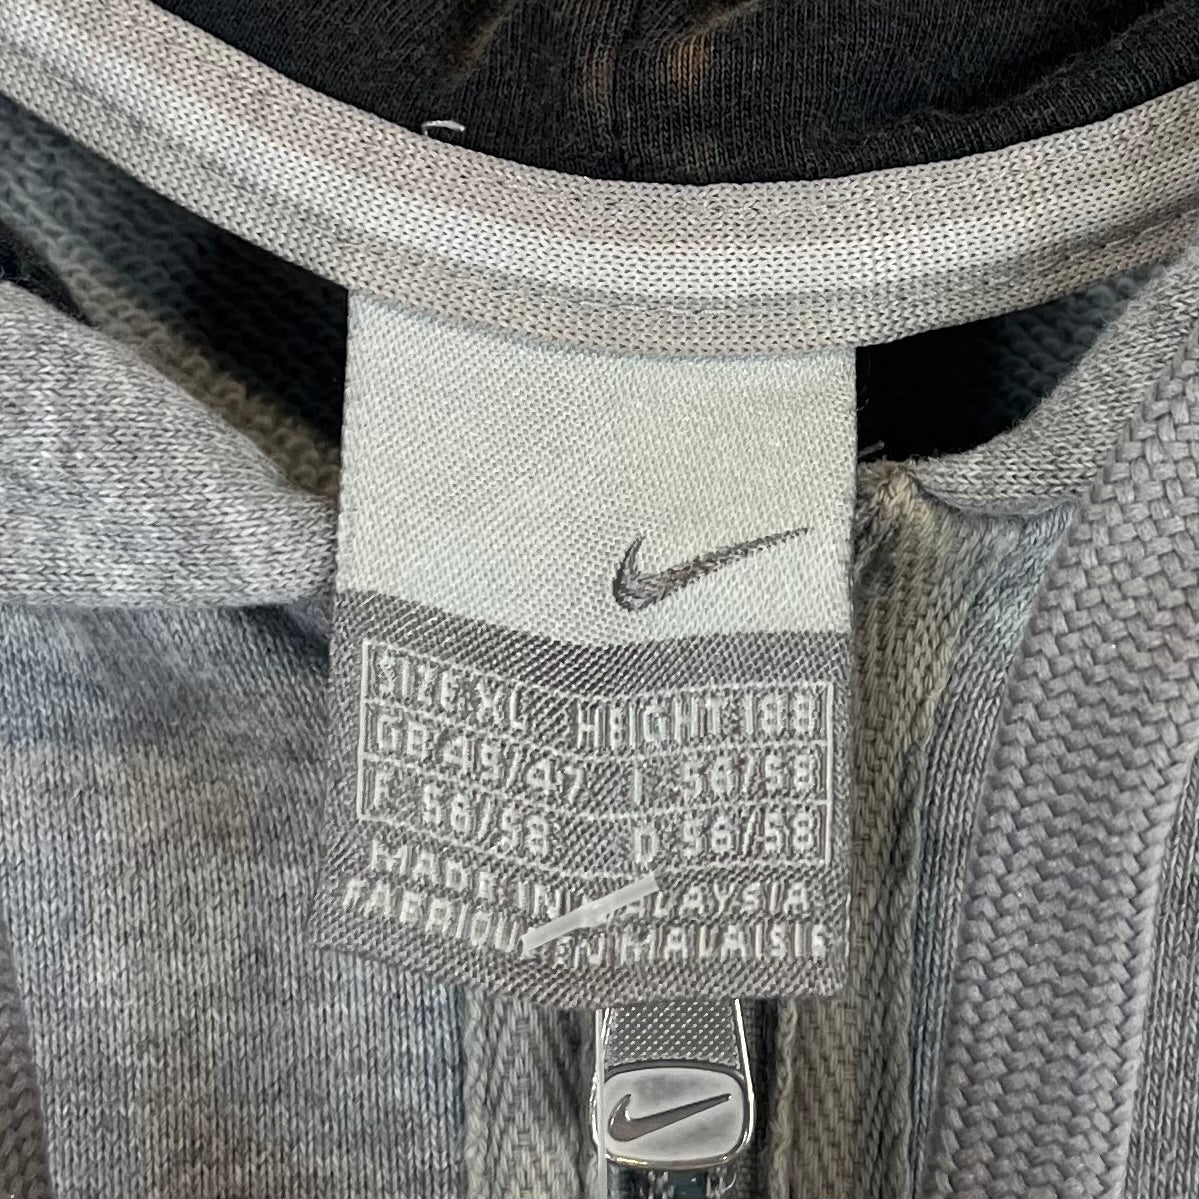 SIZE XL HEIGHT 188
GB 45/47 I 56/58
F 56/58 D 56/58
MADE IN MALAYSIA
FABRIQUE EN MALAISIE